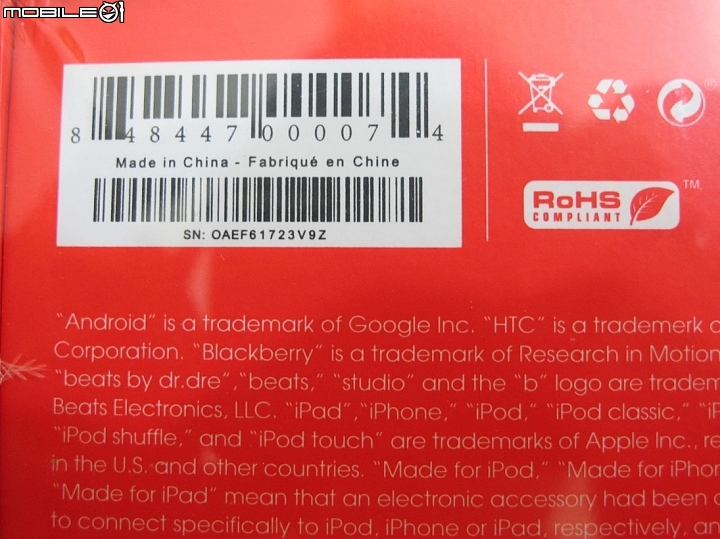 MOBILE01
8 48447 00007 4
Made in China - Fabriqué en Chine
SN: OAEF61723V9Z
RoHS
COMPLIANT
TM
"Android" is a trademark of Google Inc. "HTC" is a trademerk
Corporation. "Blackberry" is a trademark of Research in Motion
"beats by dr.dre","beats," "studio" and the "b" logo are tradem
Beats Electronics, LLC. "iPad","iPhone," "iPod," "iPod classic,"
"iPod shuffle," and "iPod touch" are trademarks of Apple Inc., re
in the U.S. and other countries. "Made for iPod," "Made for iPhon
"Made for iPad" mean that an electronic accessory had been
to connect specifically to iPod, iPhone or iPad, respectively, an